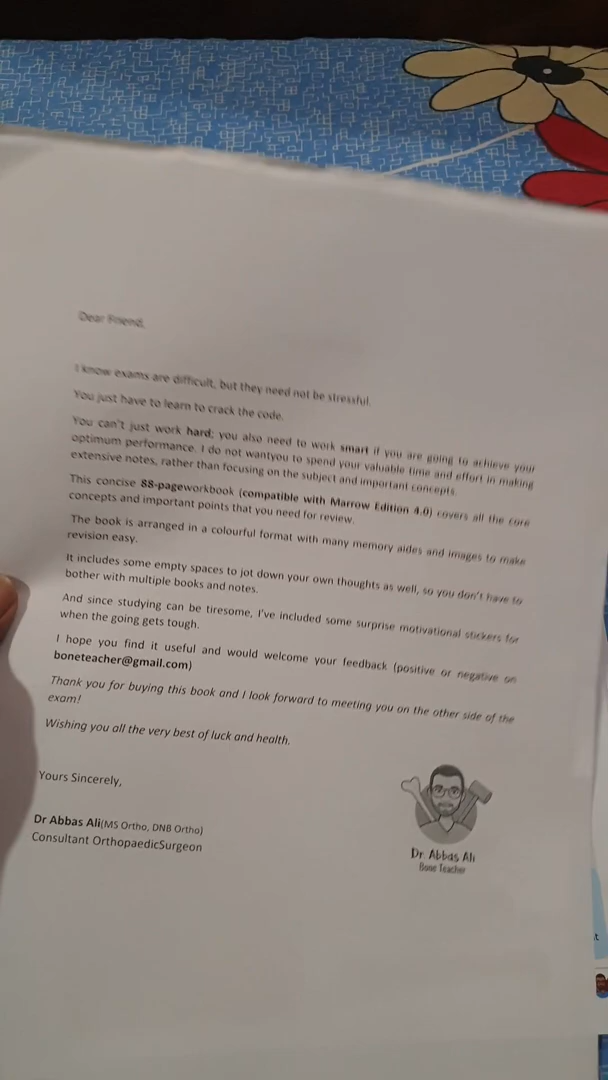 Dear Friend,
I know exams are difficult, but they need not be stressful.
You just have to learn to crack the code.
You can't just work hard; you also need to work smart if you are going to achieve your
optimum performance. I do not wantyou to spend your valuable time and effort in making
extensive notes, rather than focusing on the subject and important concepts.
This concise 88-pageworkbook (compatible with Marrow Edition 4.0) covers all the core
concepts and important points that you need for review.
The book is arranged in a colourful format with many memory aides and images to make
revision easy.
It includes some empty spaces to jot down your own thoughts as well, so you don't have to
bother with multiple books and notes.
And since studying can be tiresome, I've included some surprise motivational stickers for
when the going gets tough.
I hope you find it useful and would welcome your feedback (positive or negative on
boneteacher@gmail.com)
Thank you for buying this book and I look forward to meeting you on the other side of the
exam!
Wishing you all the very best of luck and health.
Yours Sincerely,
Dr Abbas Ali(MS Ortho, DNB Ortho)
Consultant OrthopaedicSurgeon
Dr. Abbas Ali
Bone Teacher